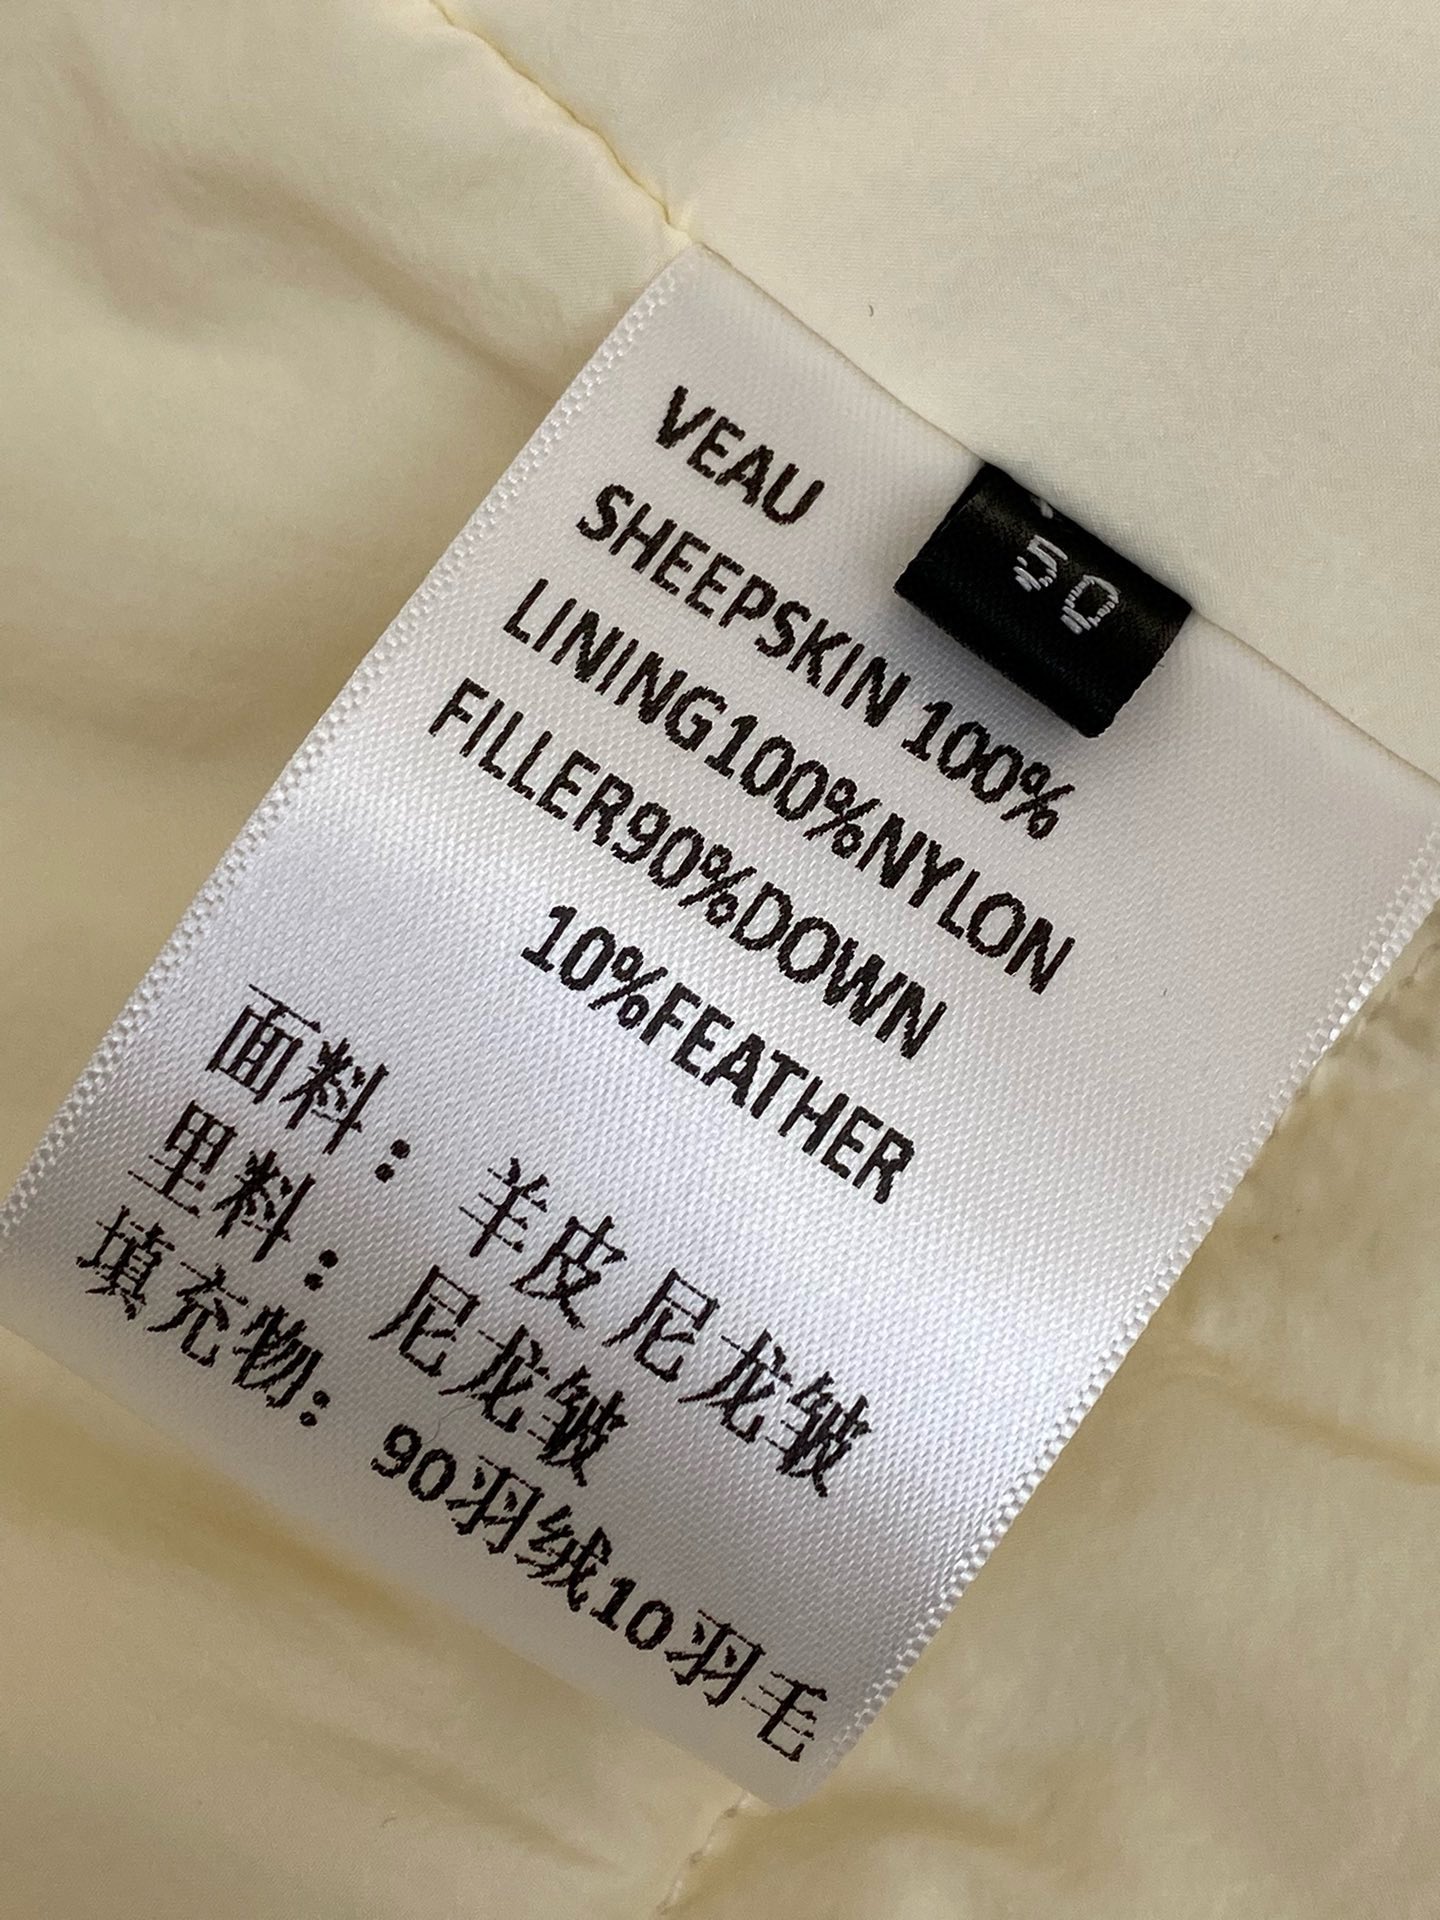 VEAU
SHEEPSKIN 100%
LINING100%NYLON
FILLER90%DOWN
10%FEATHER
面料： 羊皮 尼龙皱
里料： 尼龙皱
填充物： 90羽绒10羽毛
50